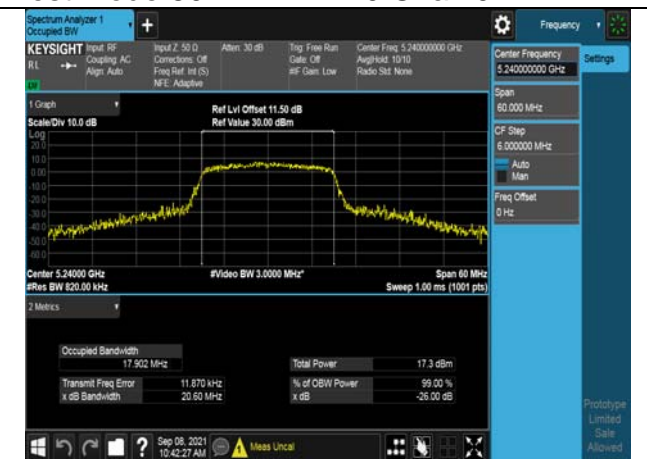 Spectrum Analyzer 1
Occupied BW
Frequency
KEYSIGHT
RL
Input: RF
Coupling: AC
Align: Auto
Input Z: 50 Ω
Corrections: Off
Freq Ref: Int (S)
NFE: Adaptive
Atten: 30 dB
Trig: Free Run
Gate: Off
#IF Gain: Low
Center Freq: 5.240000000 GHz
Avg|Hold: 10/10
Radio Std: None
Center Frequency
5.240000000 GHz
Settings
Span
60.000 MHz
CF Step
6.000000 MHz
Auto
Man
Freq Offset
0 Hz
1 Graph
Scale/Div 10.0 dB
Ref Lvl Offset 11.50 dB
Ref Value 30.00 dBm
Log
20.0
10.0
0.00
-10.0
-20.0
-30.0
-40.0
-50.0
-60.0
Center 5.24000 GHz
#Video BW 3.0000 MHz*
Span 60 MHz
#Res BW 820.00 kHz
Sweep 1.00 ms (1001 pts)
2 Metrics
Occupied Bandwidth
17.902 MHz
Total Power 17.3 dBm
Transmit Freq Error 11.870 kHz
% of OBW Power 99.00 %
x dB Bandwidth 20.60 MHz
x dB -26.00 dB
Prototype
Limited
Sale
Allowed
?
Sep 08, 2021
10:42:27 AM
Meas Uncal